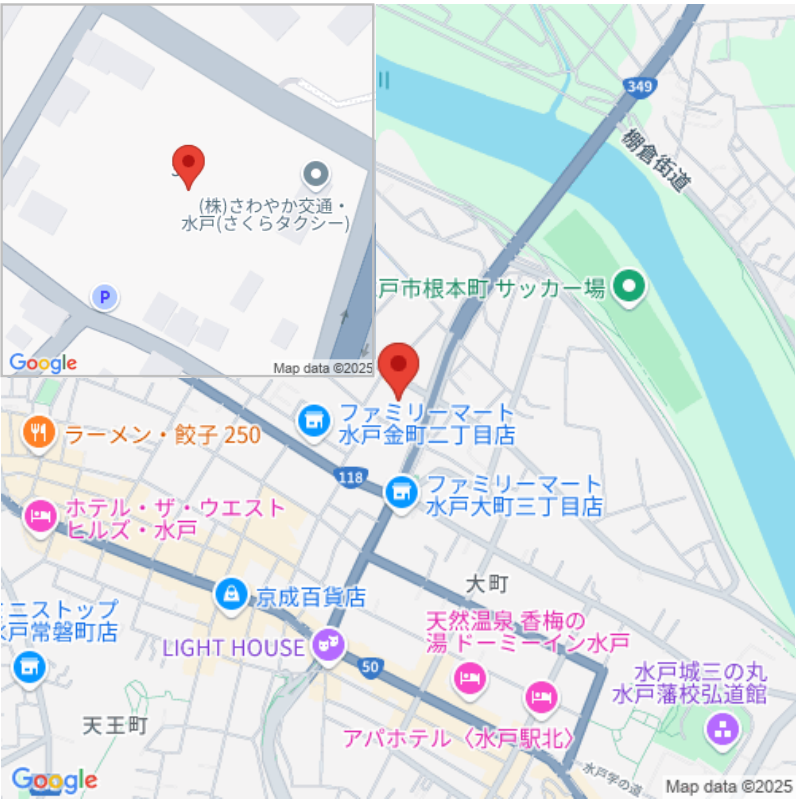 (株)さわやか交通・
水戸(さくらタクシー)
P
Google
Map data ©2025
349
棚倉街道
戸市根本町 サッカー場
ファミリーマート
水戸金町二丁目店
ラーメン・餃子 250
118
ファミリーマート
水戸大町三丁目店
ホテル・ザ・ウエスト
ヒルズ・水戸
大町
京成百貨店
ニストップ
水戸常磐町店
天然温泉 香梅の
湯 ドーミーイン水戸
LIGHT HOUSE
50
水戸城三の丸
水戸藩校弘道館
天王町
アパホテル〈水戸駅北〉
水戸学の道
Google
Map data ©2025